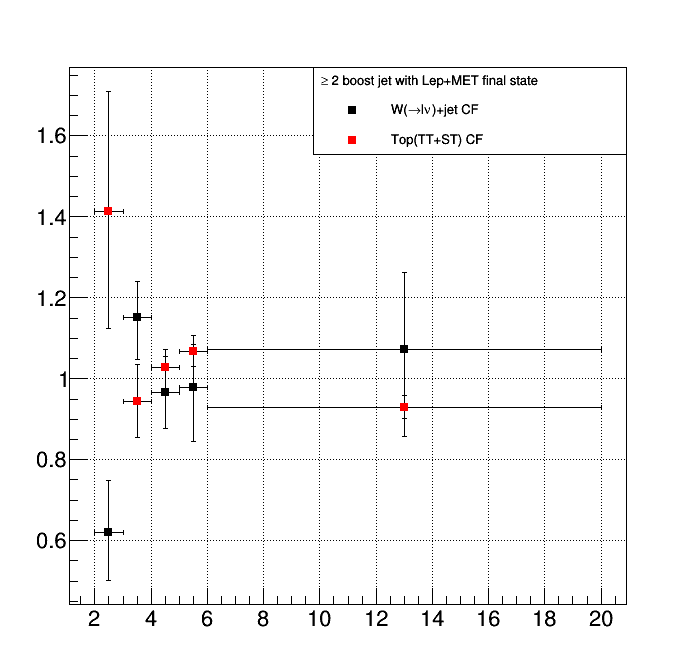 ≥ 2 boost jet with Lep+MET final state
W(→lν)+jet CF
Top(TT+ST) CF
1.6
1.4
1.2
1
0.8
0.6
2 4 6 8 10 12 14 16 18 20